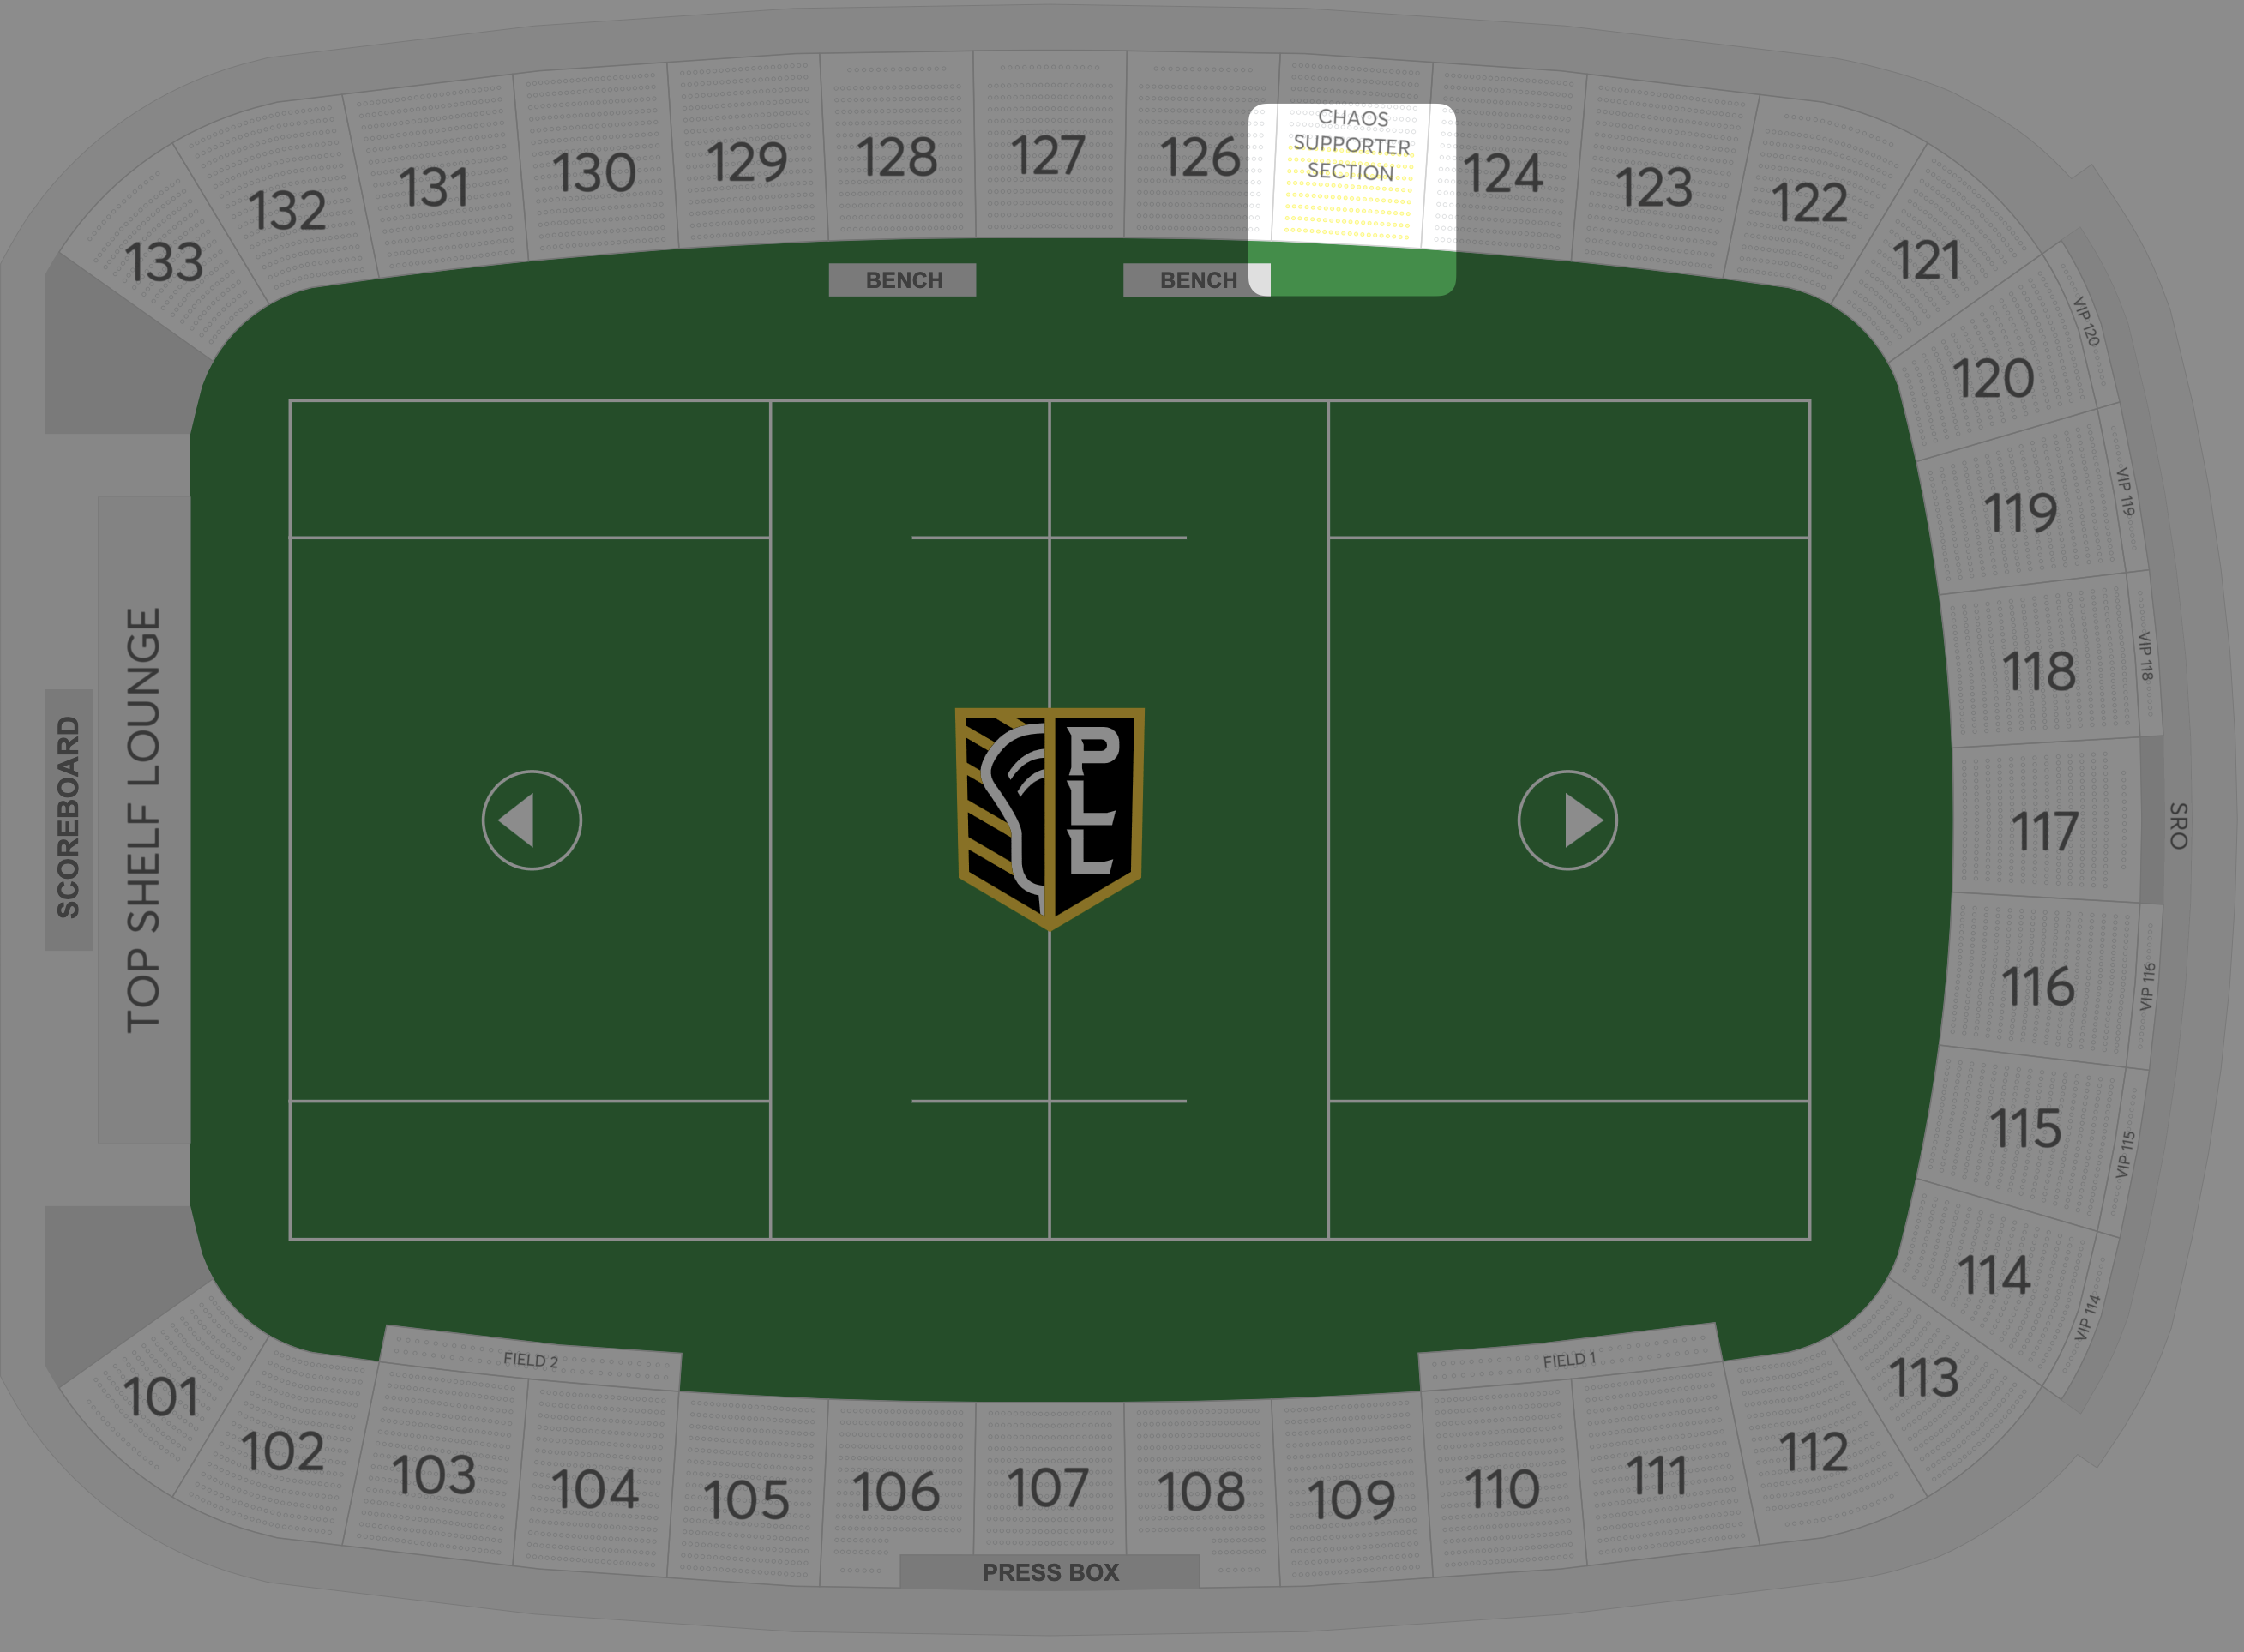 CHAOS
SUPPORTER
SECTION
133
132
131
130
129
128
127
126
124
123
122
121
BENCH
BENCH
VIP 120
120
VIP 119
119
VIP 118
118
117
SRO
116
VIP 116
115
VIP 115
114
VIP 114
SCOREBOARD
TOP SHELF LOUNGE
PLL
FIELD 2
FIELD 1
101
102
103
104
105
106
107
108
109
110
111
112
113
PRESS BOX